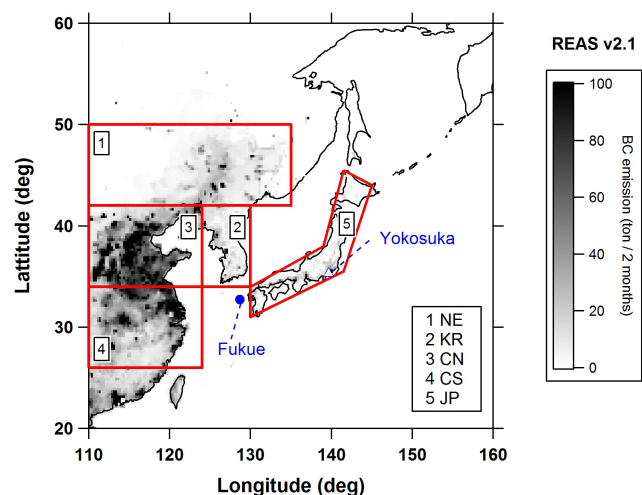 REAS v2.1
60
50
40
30
20
110
120
130
140
150
160
Lattitude (deg)
Longitude (deg)
1
2
3
4
5
Yokosuka
Fukue
1 NE
2 KR
3 CN
4 CS
5 JP
100
80
60
40
20
0
BC emission (ton / 2 months)